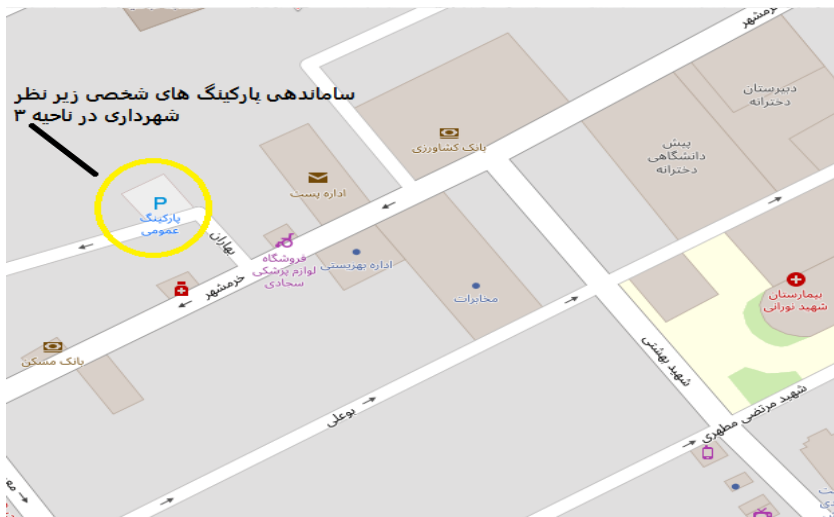 خرمشهر
ساماندهی پارکینگ های شخصی زیر نظر
شهرداری در ناحیه ۳
دبیرستان
دخترانه
بانک کشاورزی
پیش
دانشگاهی
دخترانه
اداره پست
P
پارکینگ
عمومی
بهاران
فروشگاه
لوازم پزشکی
سجادی
اداره بهزیستی
خرمشهر
مخابرات
بیمارستان
شهید نورانی
بانک مسکن
شهید بهشتی
شهید مرتضی مطهری
بوعلی